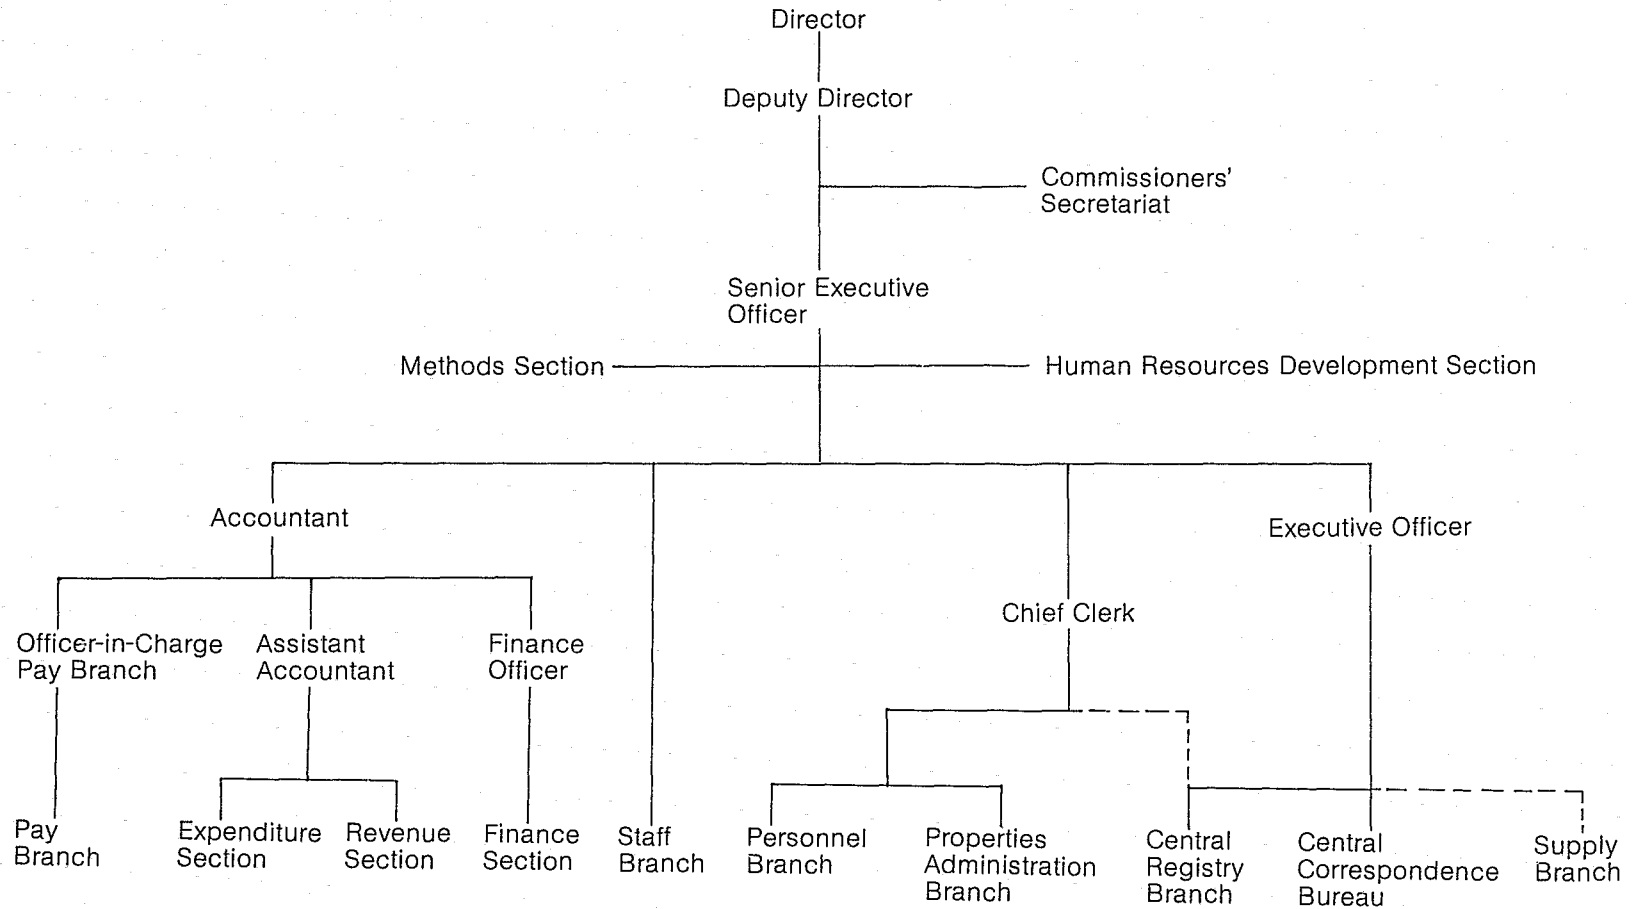 Director
Deputy Director
Commissioners'
Secretariat
Senior Executive
Officer
Methods Section
Human Resources Development Section
Accountant
Executive Officer
Chief Clerk
Officer-in-Charge
Pay Branch
Assistant
Accountant
Finance
Officer
Pay
Branch
Expenditure
Section
Revenue
Section
Finance
Section
Staff
Branch
Personnel
Branch
Properties
Administration
Branch
Central
Registry
Branch
Central
Correspondence
Bureau
Supply
Branch